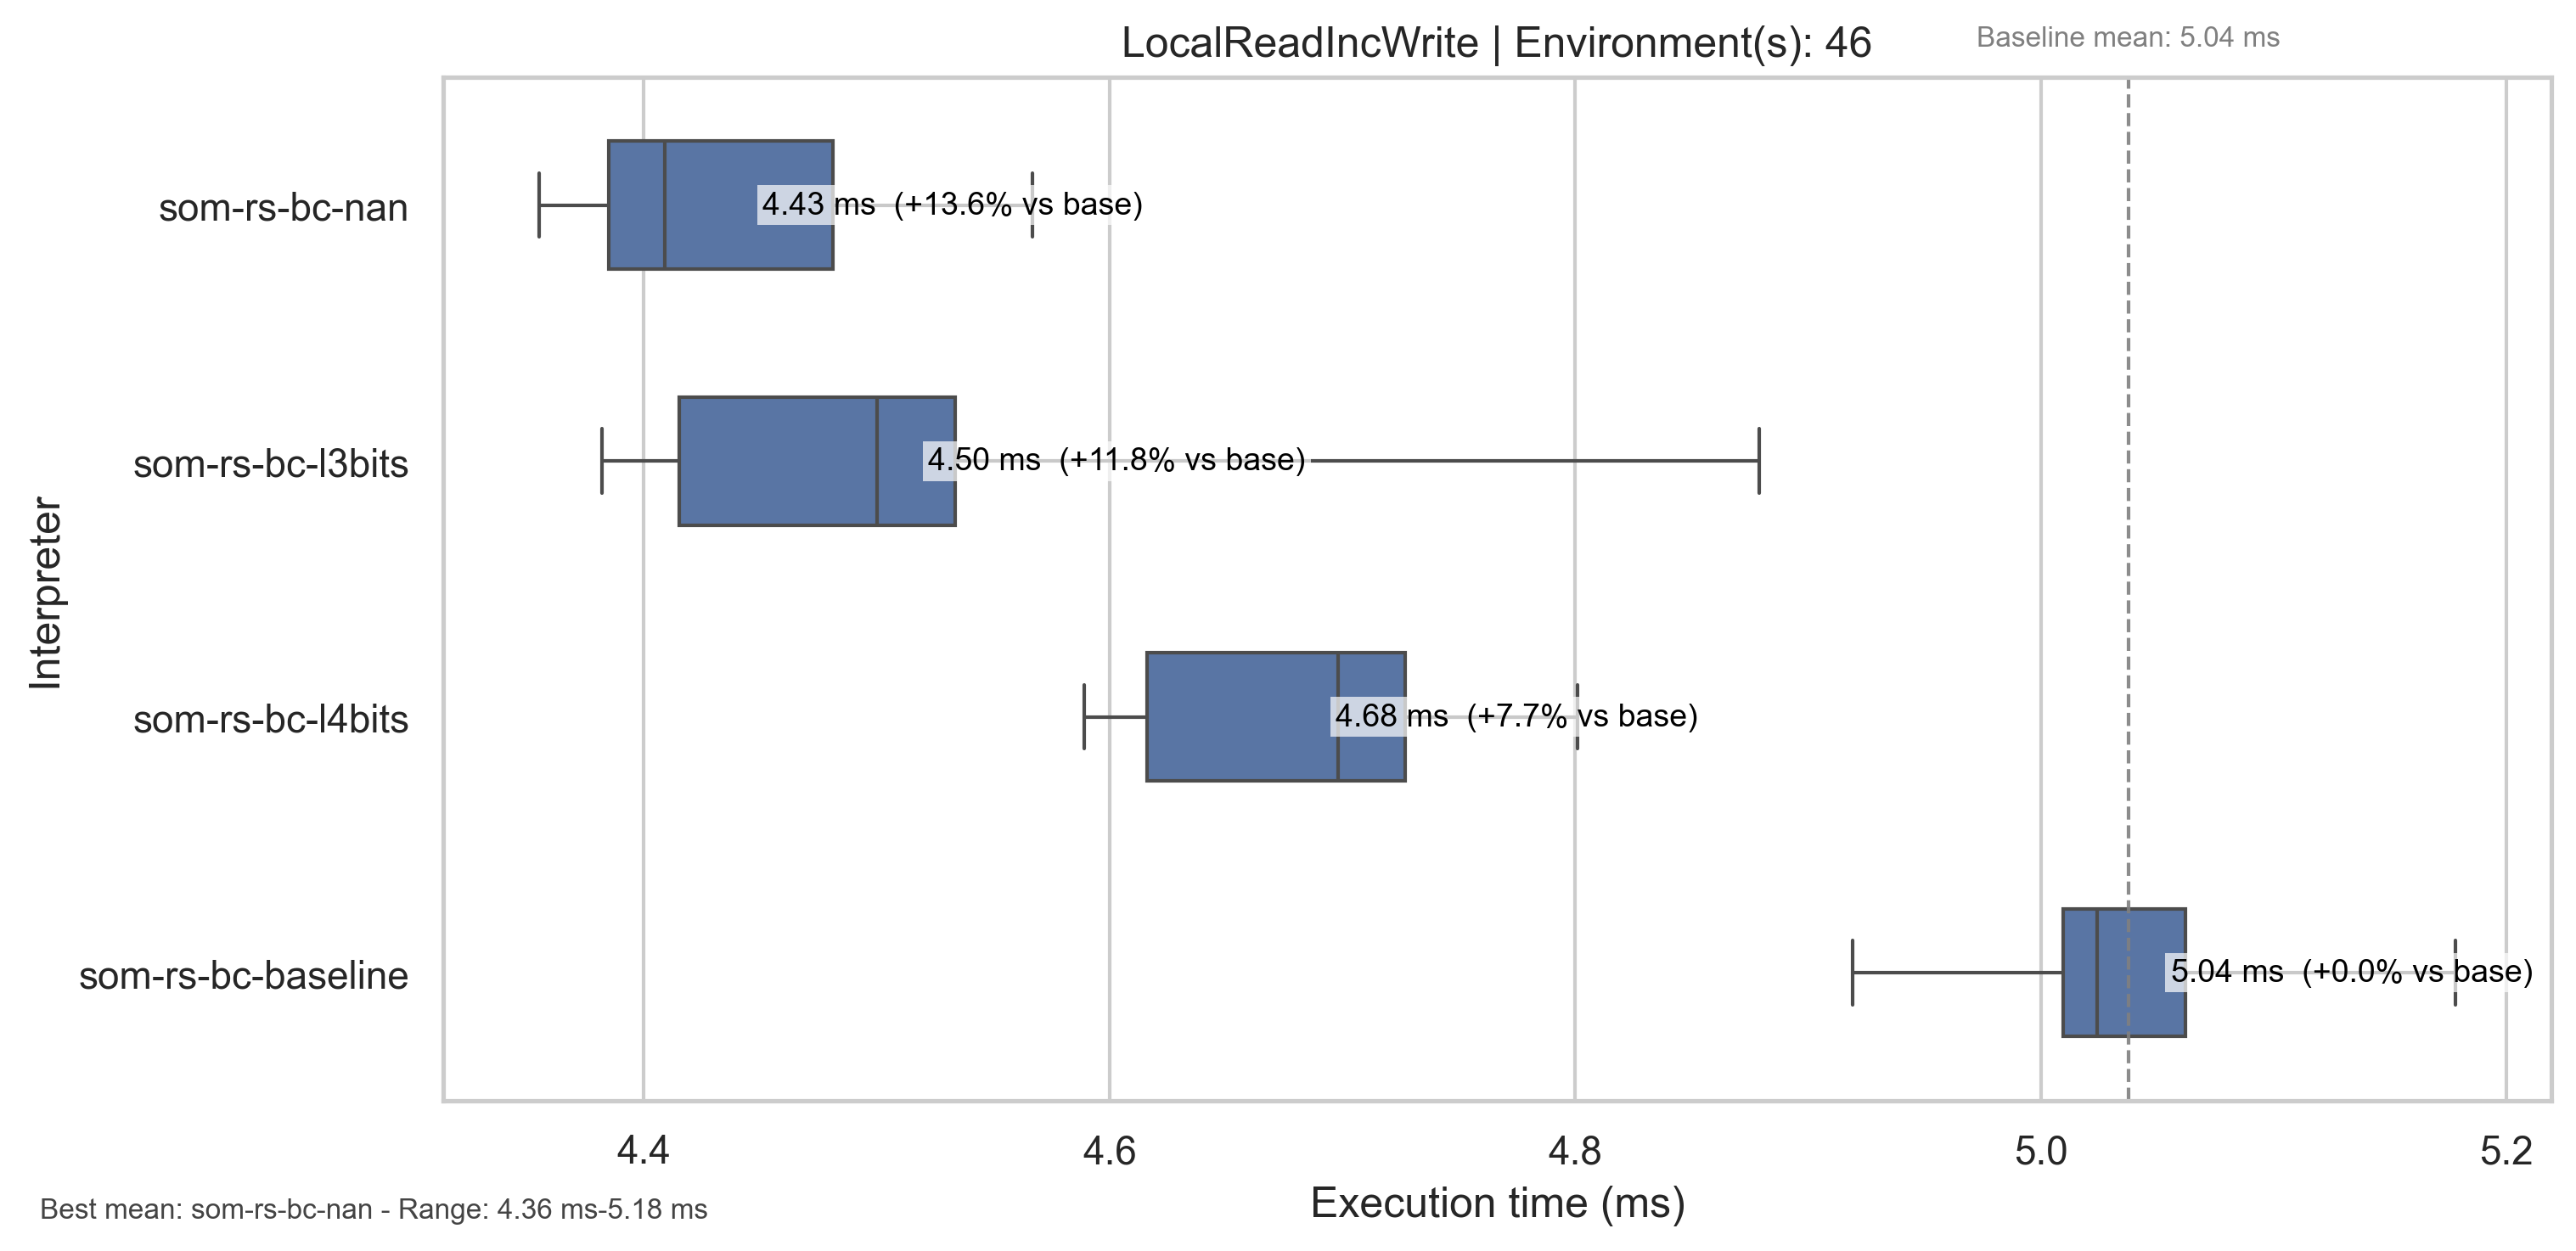 LocalReadIncWrite | Environment(s): 46
Baseline mean: 5.04 ms
Interpreter
som-rs-bc-nan
4.43 ms (+13.6% vs base)
som-rs-bc-l3bits
4.50 ms (+11.8% vs base)
som-rs-bc-l4bits
4.68 ms (+7.7% vs base)
som-rs-bc-baseline
5.04 ms (+0.0% vs base)
4.4 4.6 4.8 5.0 5.2
Execution time (ms)
Best mean: som-rs-bc-nan - Range: 4.36 ms-5.18 ms